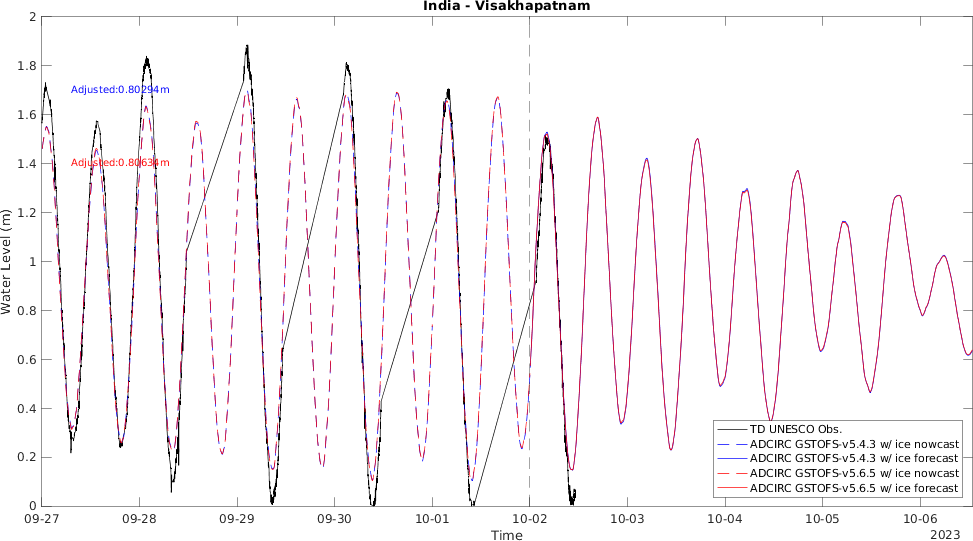 India - Visakhapatnam
2
1.8
1.6
1.4
1.2
1
0.8
0.6
0.4
0.2
0
Water Level (m)
Adjusted:0.80294m
Adjusted:0.80634m
TD UNESCO Obs.
ADCIRC GSTOFS-v5.4.3 w/ ice nowcast
ADCIRC GSTOFS-v5.4.3 w/ ice forecast
ADCIRC GSTOFS-v5.6.5 w/ ice nowcast
ADCIRC GSTOFS-v5.6.5 w/ ice forecast
09-27 09-28 09-29 09-30 10-01 10-02 10-03 10-04 10-05 10-06
Time
2023